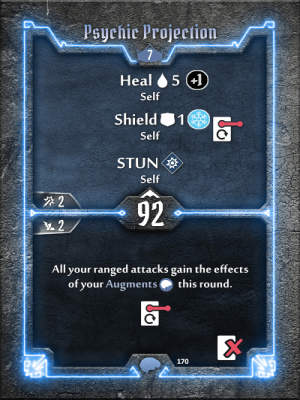 Psychic Projection
7
Heal 5 +1
Self
Shield 1
Self
STUN
Self
2
92
2
All your ranged attacks gain the effects
of your Augments this round.
170